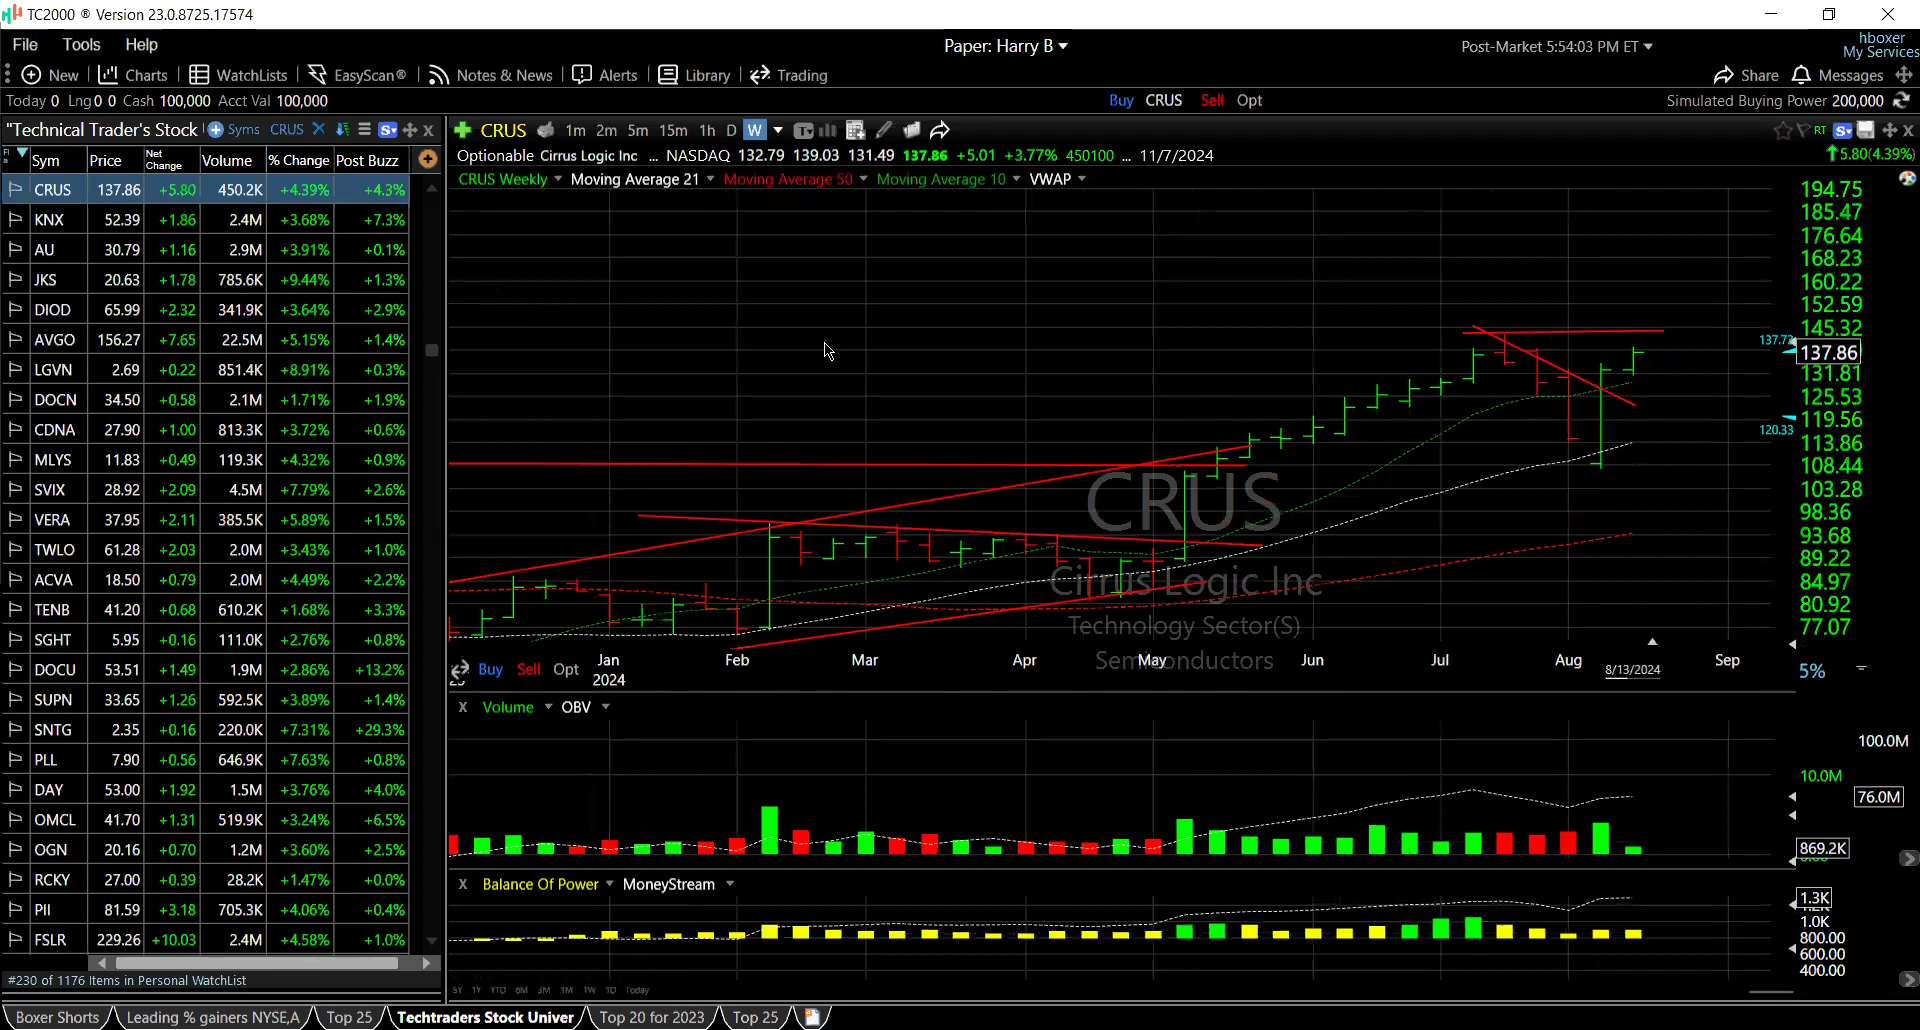 TC2000 ® Version 23.0.8725.17574
File Tools Help
Paper: Harry B
Post-Market 5:54:03 PM ET
hboxer
My Services
New Charts WatchLists EasyScan® Notes & News Alerts Library Trading
Share Messages
Today 0 Lng 0 0 Cash 100,000 Acct Val 100,000
Buy CRUS Sell Opt
Simulated Buying Power 200,000
"Technical Trader's Stock Syms CRUS
CRUS 1m 2m 5m 15m 1h D W
RT
Sym Price Net Change Volume % Change Post Buzz
Optionable Cirrus Logic Inc ... NASDAQ 132.79 139.03 131.49 137.86 +5.01 +3.77% 450100 ... 11/7/2024
5.80(4.39%)
CRUS Weekly Moving Average 21 Moving Average 50 Moving Average 10 VWAP
CRUS 137.86 +5.80 450.2K +4.39% +4.3%
KNX 52.39 +1.86 2.4M +3.68% +7.3%
AU 30.79 +1.16 2.9M +3.91% +0.1%
JKS 20.63 +1.78 785.6K +9.44% +1.3%
DIOD 65.99 +2.32 341.9K +3.64% +2.9%
AVGO 156.27 +7.65 22.5M +5.15% +1.4%
LGVN 2.69 +0.22 851.4K +8.91% +0.3%
DOCN 34.50 +0.58 2.1M +1.71% +1.9%
CDNA 27.90 +1.00 813.3K +3.72% +0.6%
MLYS 11.83 +0.49 119.3K +4.32% +0.9%
SVIX 28.92 +2.09 4.5M +7.79% +2.6%
VERA 37.95 +2.11 385.5K +5.89% +1.5%
TWLO 61.28 +2.03 2.0M +3.43% +1.0%
ACVA 18.50 +0.79 2.0M +4.49% +2.2%
TENB 41.20 +0.68 610.2K +1.68% +3.3%
SGHT 5.95 +0.16 111.0K +2.76% +0.8%
DOCU 53.51 +1.49 1.9M +2.86% +13.2%
SUPN 33.65 +1.26 592.5K +3.89% +1.4%
SNTG 2.35 +0.16 220.0K +7.31% +29.3%
PLL 7.90 +0.56 646.9K +7.63% +0.8%
DAY 53.00 +1.92 1.5M +3.76% +4.0%
OMCL 41.70 +1.31 519.9K +3.24% +6.5%
OGN 20.16 +0.70 1.2M +3.60% +2.5%
RCKY 27.00 +0.39 28.2K +1.47% +0.0%
PII 81.59 +3.18 705.3K +4.06% +0.4%
FSLR 229.26 +10.03 2.4M +4.58% +1.0%
#230 of 1176 Items in Personal WatchList
194.75
185.47
176.64
168.23
160.22
152.59
145.32
137.86
131.81
125.53
119.56
113.86
108.44
103.28
98.36
93.68
89.22
84.97
80.92
77.07
120.33
CRUS
Cirrus Logic Inc
Technology Sector(S)
Semiconductors
Buy Sell Opt
Jan Feb Mar Apr May Jun Jul Aug 8/13/2024 Sep
2024
5%
X Volume OBV
100.0M
10.0M
76.0M
869.2K
X Balance Of Power MoneyStream
1.3K
1.0K
800.00
600.00
400.00
5Y 1Y YTD 6M 3M 1M 1W 1D Today
Boxer Shorts Leading % gainers NYSE,A Top 25 Techtraders Stock Univer Top 20 for 2023 Top 25